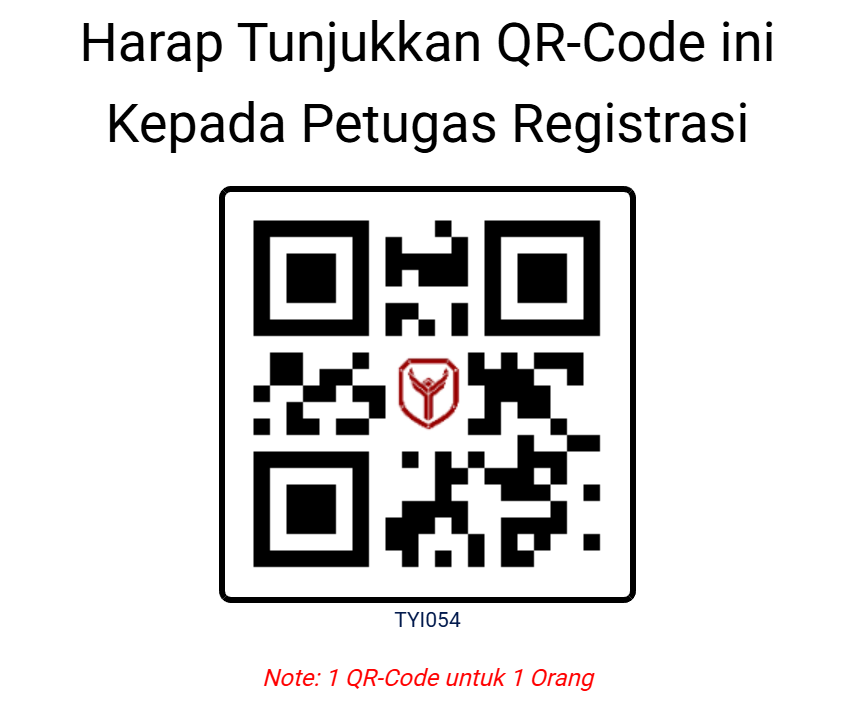 Harap Tunjukkan QR-Code ini
Kepada Petugas Registrasi
TYI054
Note: 1 QR-Code untuk 1 Orang